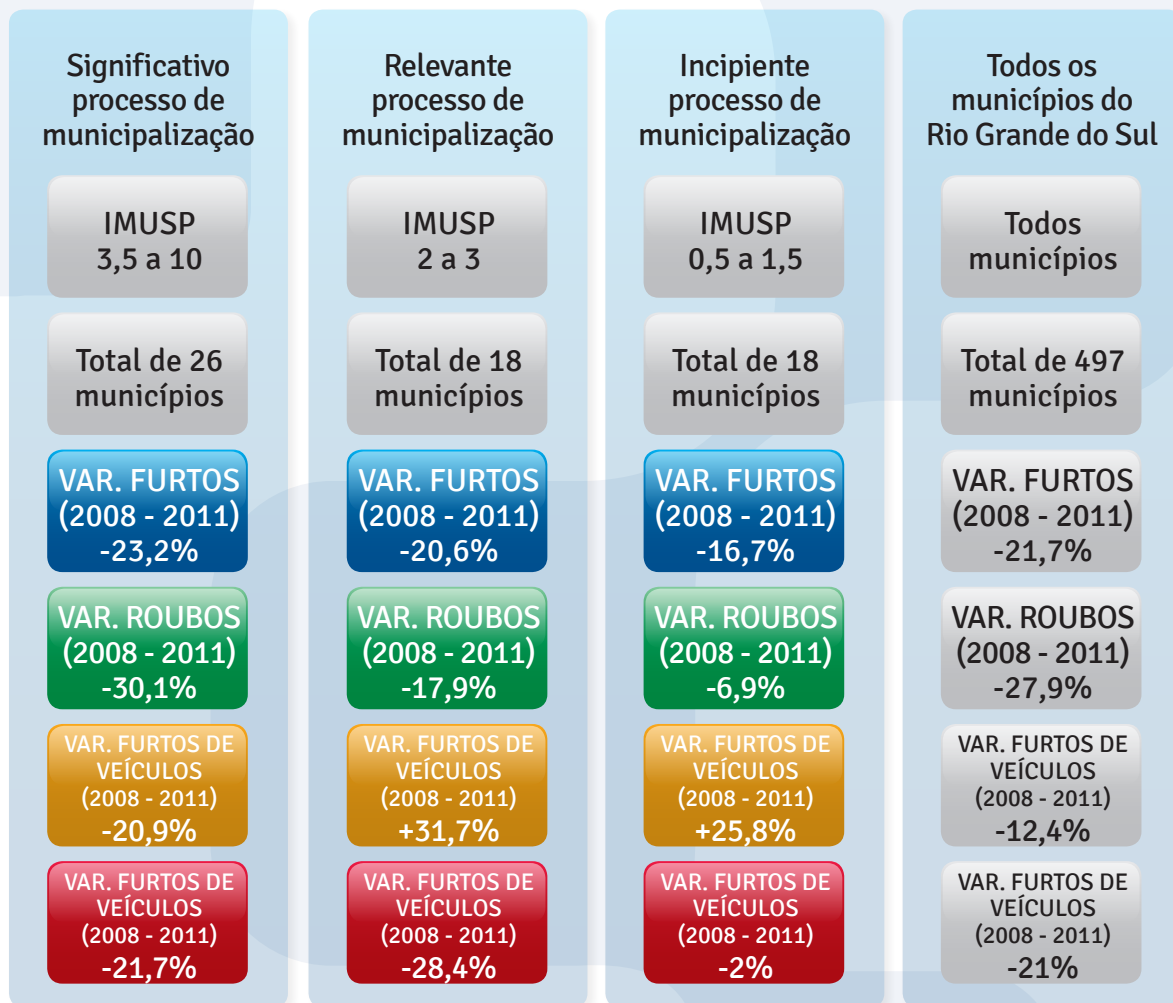 Significativo
processo de
municipalização
IMUSP
3,5 a 10
Total de 26
municípios
VAR. FURTOS
(2008 - 2011)
-23,2%
VAR. ROUBOS
(2008 - 2011)
-30,1%
VAR. FURTOS DE
VEÍCULOS
(2008 - 2011)
-20,9%
VAR. FURTOS DE
VEÍCULOS
(2008 - 2011)
-21,7%
Relevante
processo de
municipalização
IMUSP
2 a 3
Total de 18
municípios
VAR. FURTOS
(2008 - 2011)
-20,6%
VAR. ROUBOS
(2008 - 2011)
-17,9%
VAR. FURTOS DE
VEÍCULOS
(2008 - 2011)
+31,7%
VAR. FURTOS DE
VEÍCULOS
(2008 - 2011)
-28,4%
Incipiente
processo de
municipalização
IMUSP
0,5 a 1,5
Total de 18
municípios
VAR. FURTOS
(2008 - 2011)
-16,7%
VAR. ROUBOS
(2008 - 2011)
-6,9%
VAR. FURTOS DE
VEÍCULOS
(2008 - 2011)
+25,8%
VAR. FURTOS DE
VEÍCULOS
(2008 - 2011)
-2%
Todos os
municípios do
Rio Grande do Sul
Todos
municípios
Total de 497
municípios
VAR. FURTOS
(2008 - 2011)
-21,7%
VAR. ROUBOS
(2008 - 2011)
-27,9%
VAR. FURTOS DE
VEÍCULOS
(2008 - 2011)
-12,4%
VAR. FURTOS DE
VEÍCULOS
(2008 - 2011)
-21%